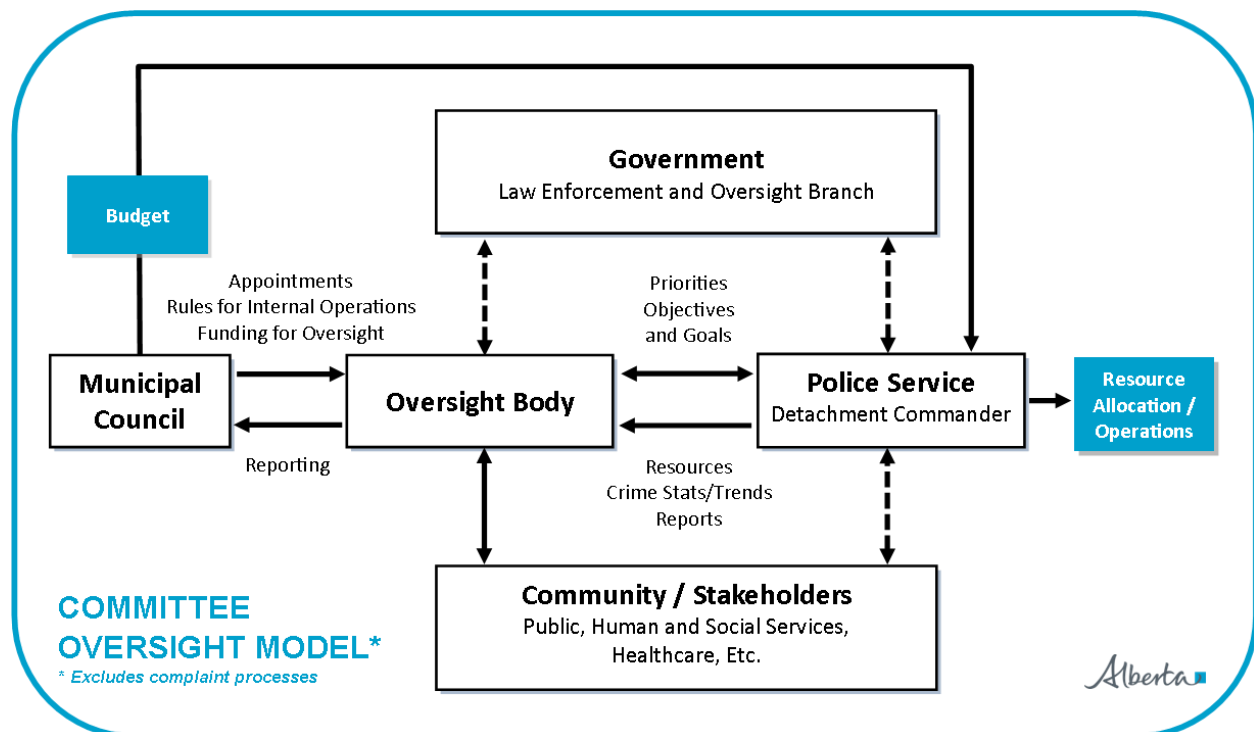 Government
Law Enforcement and Oversight Branch
Budget
Appointments
Rules for Internal Operations
Funding for Oversight
Priorities
Objectives
and Goals
Municipal
Council
Oversight Body
Police Service
Detachment Commander
Resource
Allocation /
Operations
Reporting
Resources
Crime Stats/Trends
Reports
Community / Stakeholders
Public, Human and Social Services,
Healthcare, Etc.
COMMITTEE
OVERSIGHT MODEL*
* Excludes complaint processes
Alberta